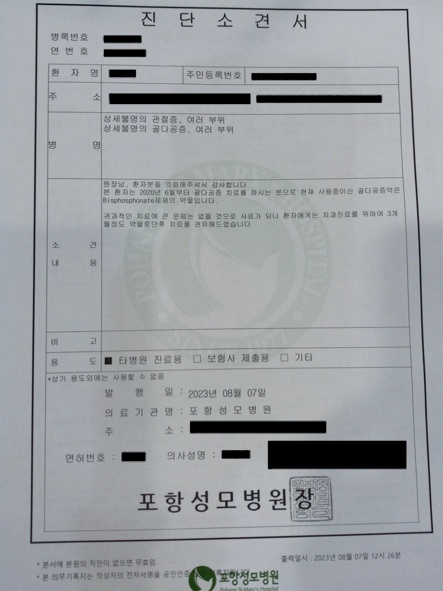 진 단 소 견 서
병록번호
연 번 호
환 자 명 주민등록번호
주 소
병 명
상세불명의 관절증, 여러 부위
상세불명의 골다공증, 여러 부위
소 견 내 용
원장님, 환자분을 의뢰해주셔서 감사합니다
본 환자는 2020년 6월부터 골다공증 치료를 하시는 분으로 현재 사용중이신 골다공증약은
Bisphosphonate제제의 약물입니다.
귀과적인 치료에 큰 문제는 없을 것으로 사료가 되나 환자에게는 치과진료를 위하여 3개
월정도 약물중단후 치료를 권유해드렸습니다
비 고
용 도 ■ 타병원 진료용 □ 보험사 제출용 □ 기타
*상기 용도외에는 사용할 수 없음
발 행 일 : 2023년 08월 07일
의 료 기 관 명 : 포 항 성 모 병 원
주 소 :
면허번호 : 의사성명 :
포 항 성 모 병 원 장
* 본서에 본원의 직인이 없으면 무효임
출력일시 : 2023년 08월 07일 12시 26분
* 본 의무기록지는 작성자의 전자서명을 공인인증
포항성모병원
Pohang St. Mary's Hospital